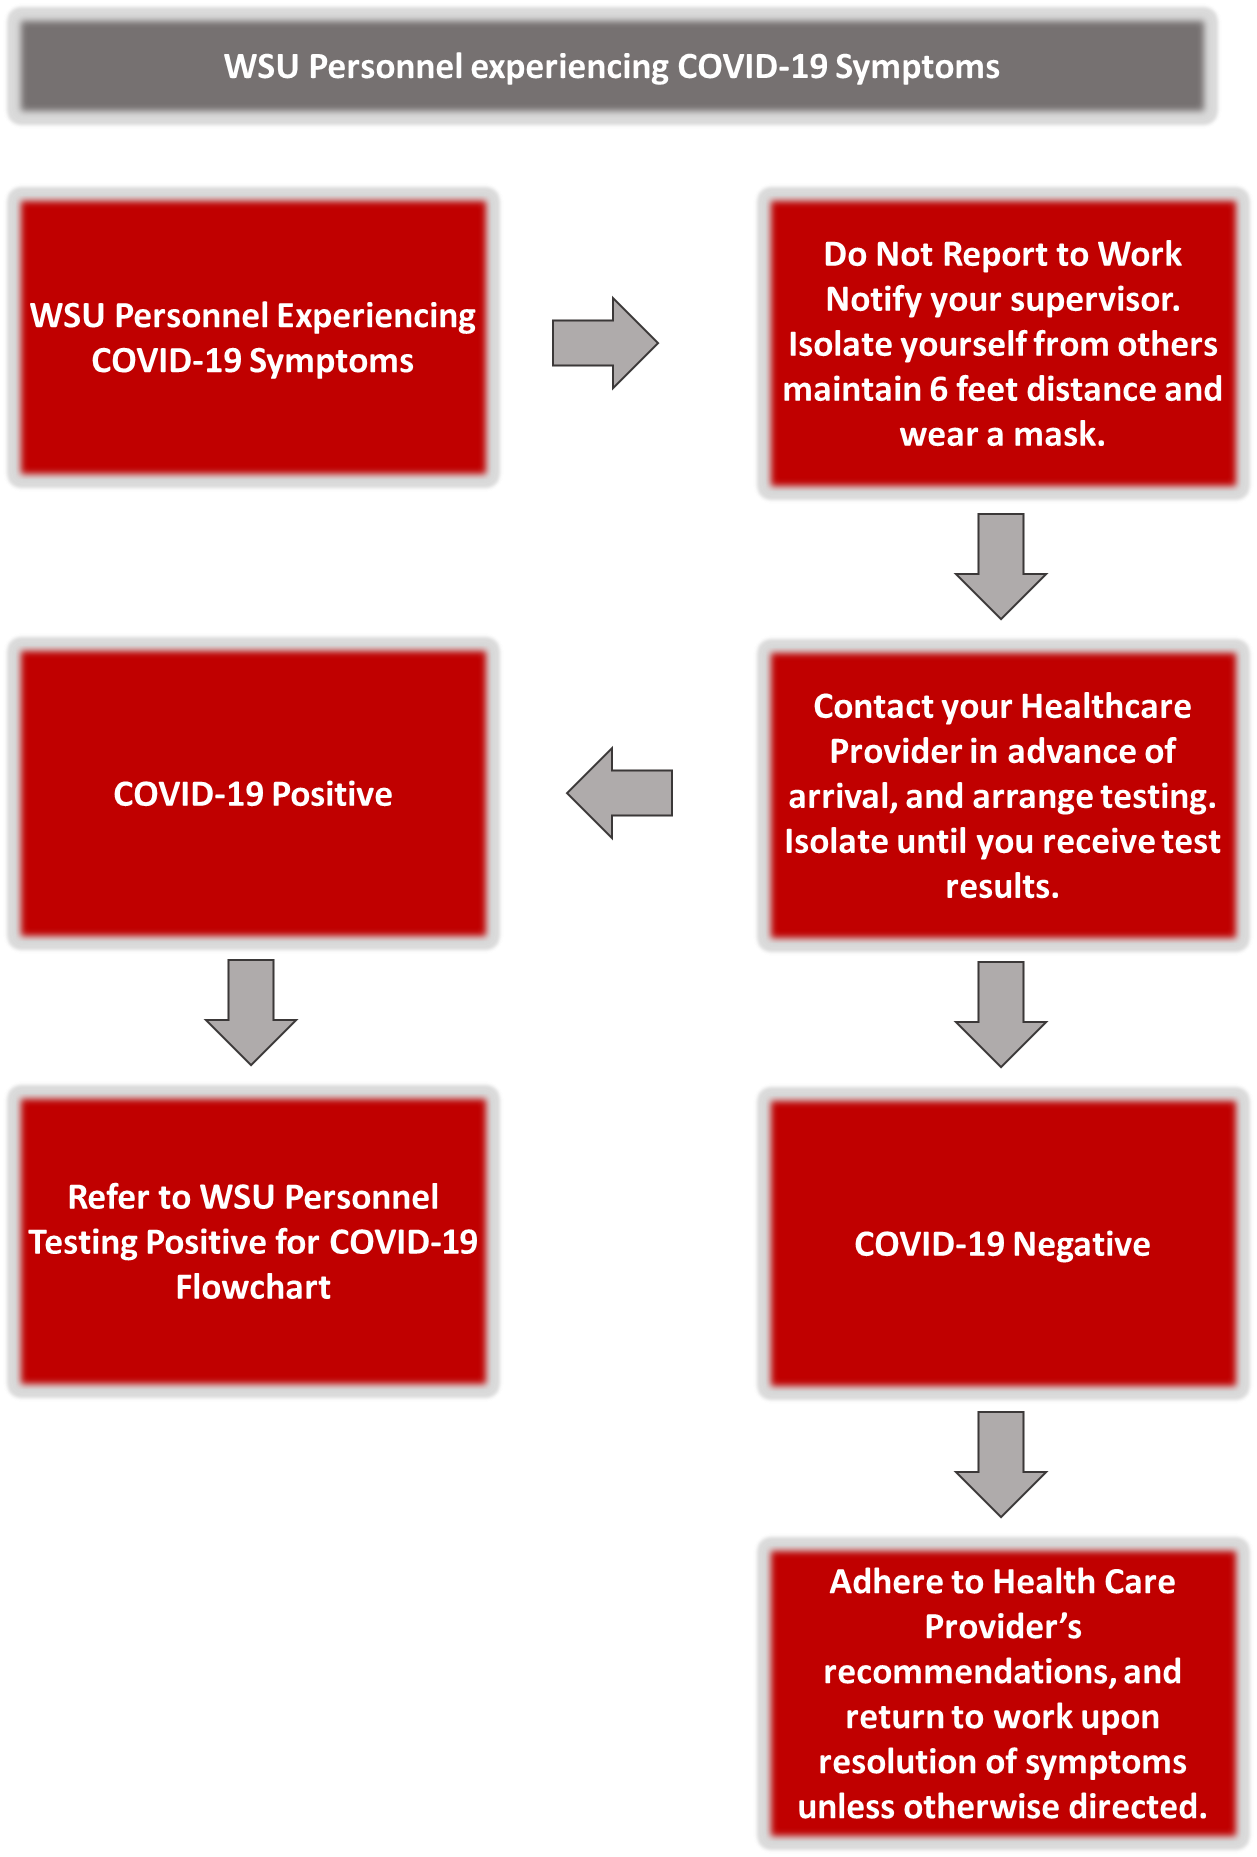 WSU Personnel experiencing COVID-19 Symptoms
WSU Personnel Experiencing
COVID-19 Symptoms
Do Not Report to Work
Notify your supervisor.
Isolate yourself from others
maintain 6 feet distance and
wear a mask.
Contact your Healthcare
Provider in advance of
arrival, and arrange testing.
Isolate until you receive test
results.
COVID-19 Positive
Refer to WSU Personnel
Testing Positive for COVID-19
Flowchart
COVID-19 Negative
Adhere to Health Care
Provider’s
recommendations, and
return to work upon
resolution of symptoms
unless otherwise directed.